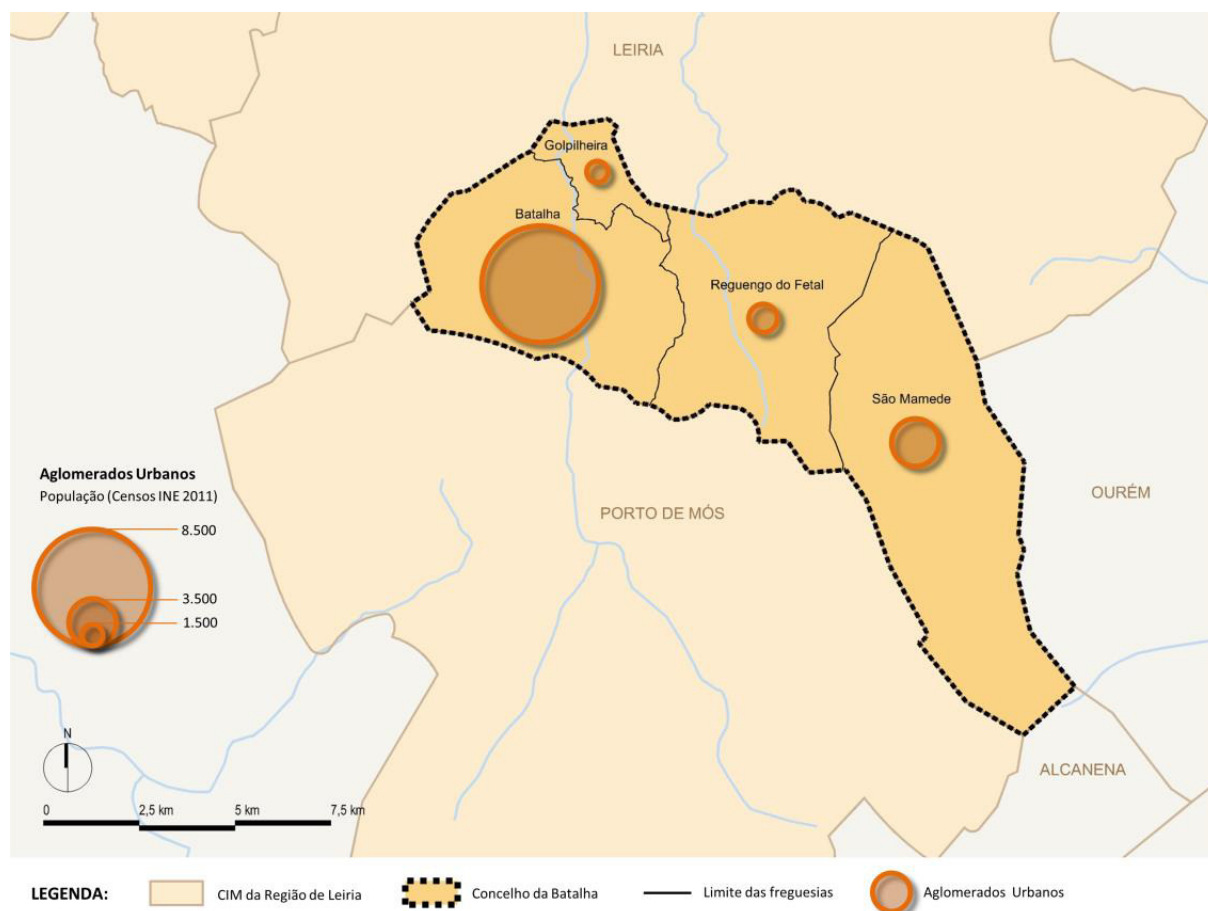 LEIRIA
Golpilheira
Batalha
Reguengo do Fetal
São Mamede
Aglomerados Urbanos
População (Censos INE 2011)
8.500
3.500
1.500
PORTO DE MÓS
OURÉM
ALCANENA
N
0 2,5 km 5 km 7,5 km
LEGENDA: CIM da Região de Leiria Concelho da Batalha Limite das freguesias Aglomerados Urbanos